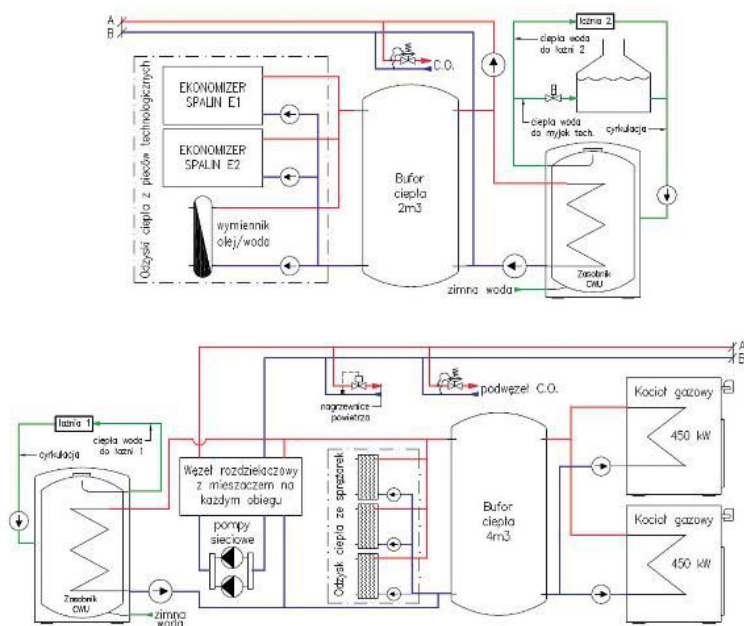 A
B
łaźnia 2
ciepła woda
do łaźni 2
C.O.
Odzyski ciepła z pieców technologicznych
EKONOMIZER
SPALIN E1
EKONOMIZER
SPALIN E2
wymiennik
olej/woda
Bufor
ciepła
2m3
ciepła woda
do myjek tech.
cyrkulacja
Zasobnik
CWU
zimna woda
A
B
nagrzewnice
powietrza
podwęzeł C.O.
łaźnia 1
ciepła woda
do łaźni 1
cyrkulacja
Węzeł rozdzielaczowy
z mieszaczem na
każdym obiegu
pompy
sieciowe
Zasobnik
CWU
zimna
woda
Odzysk ciepła ze sprężarek
Bufor
ciepła
4m3
Kocioł gazowy
450 kW
Kocioł gazowy
450 kW